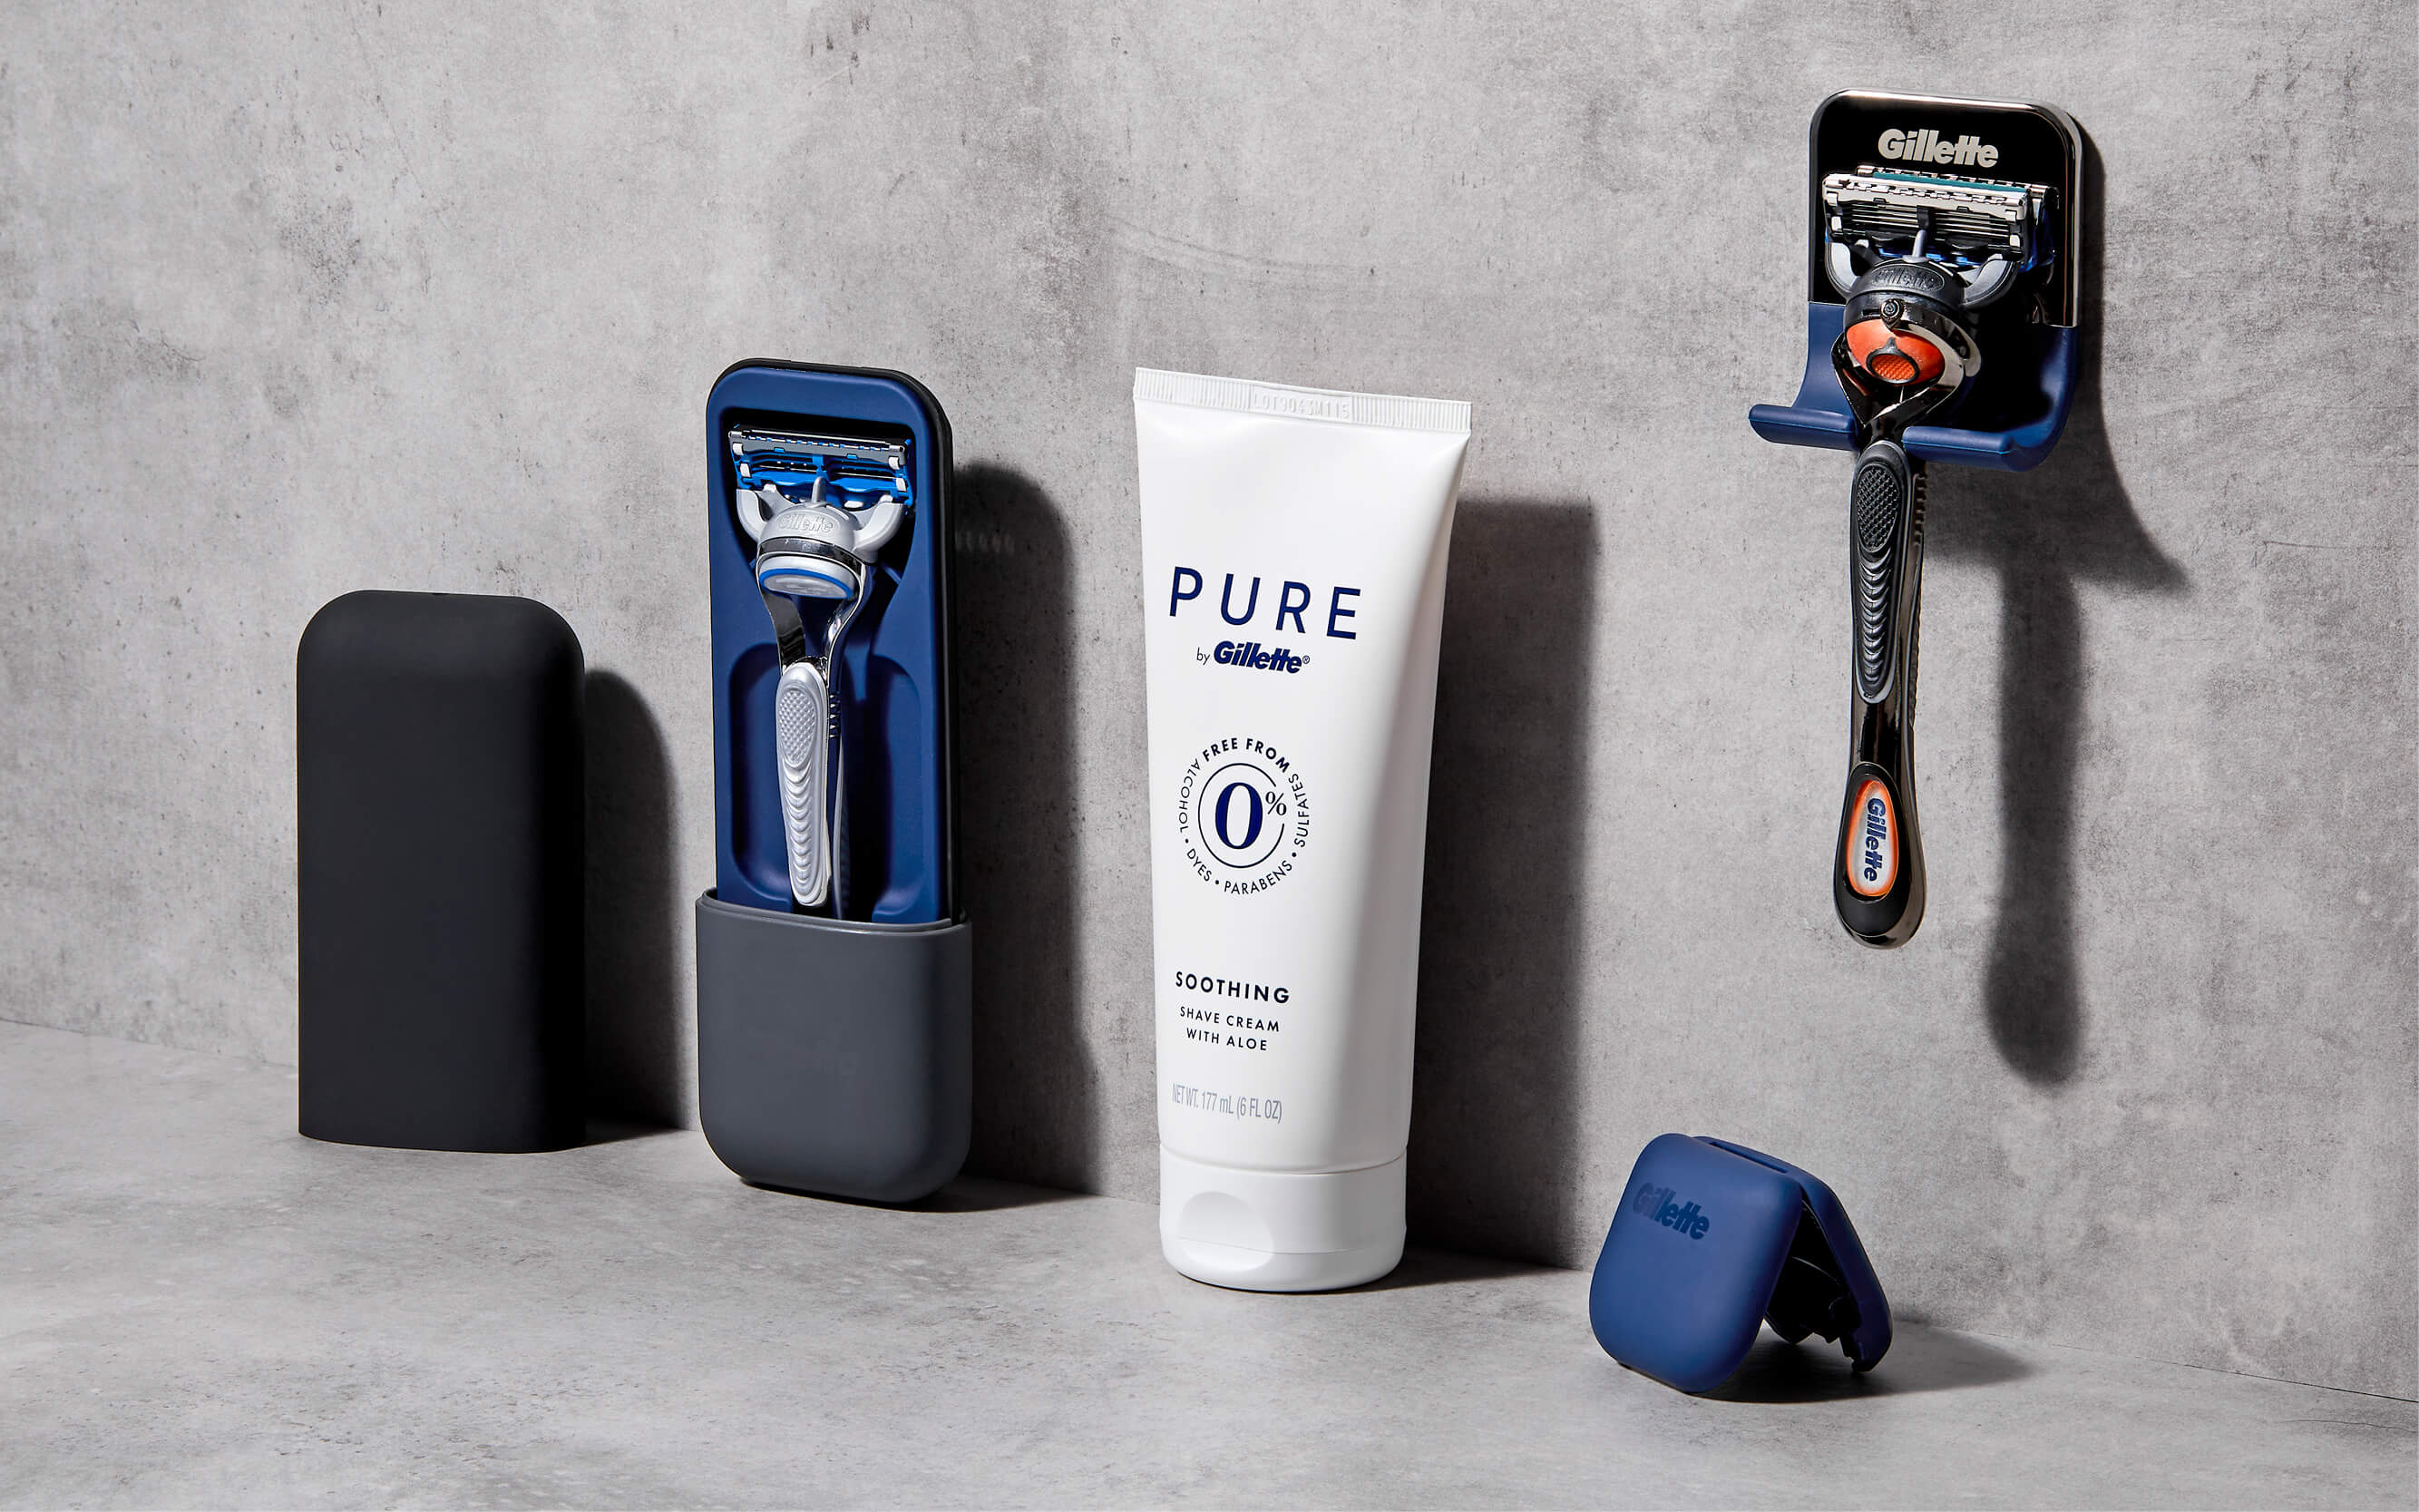 Gillette
Gillette
Gillette
Gillette
PURE
by Gillette®
FREE FROM
SULFATES • PARABENS • DYES • ALCOHOL
0%
SOOTHING
SHAVE CREAM
WITH ALOE
NET WT. 177 mL (6 FL OZ)
Gillette